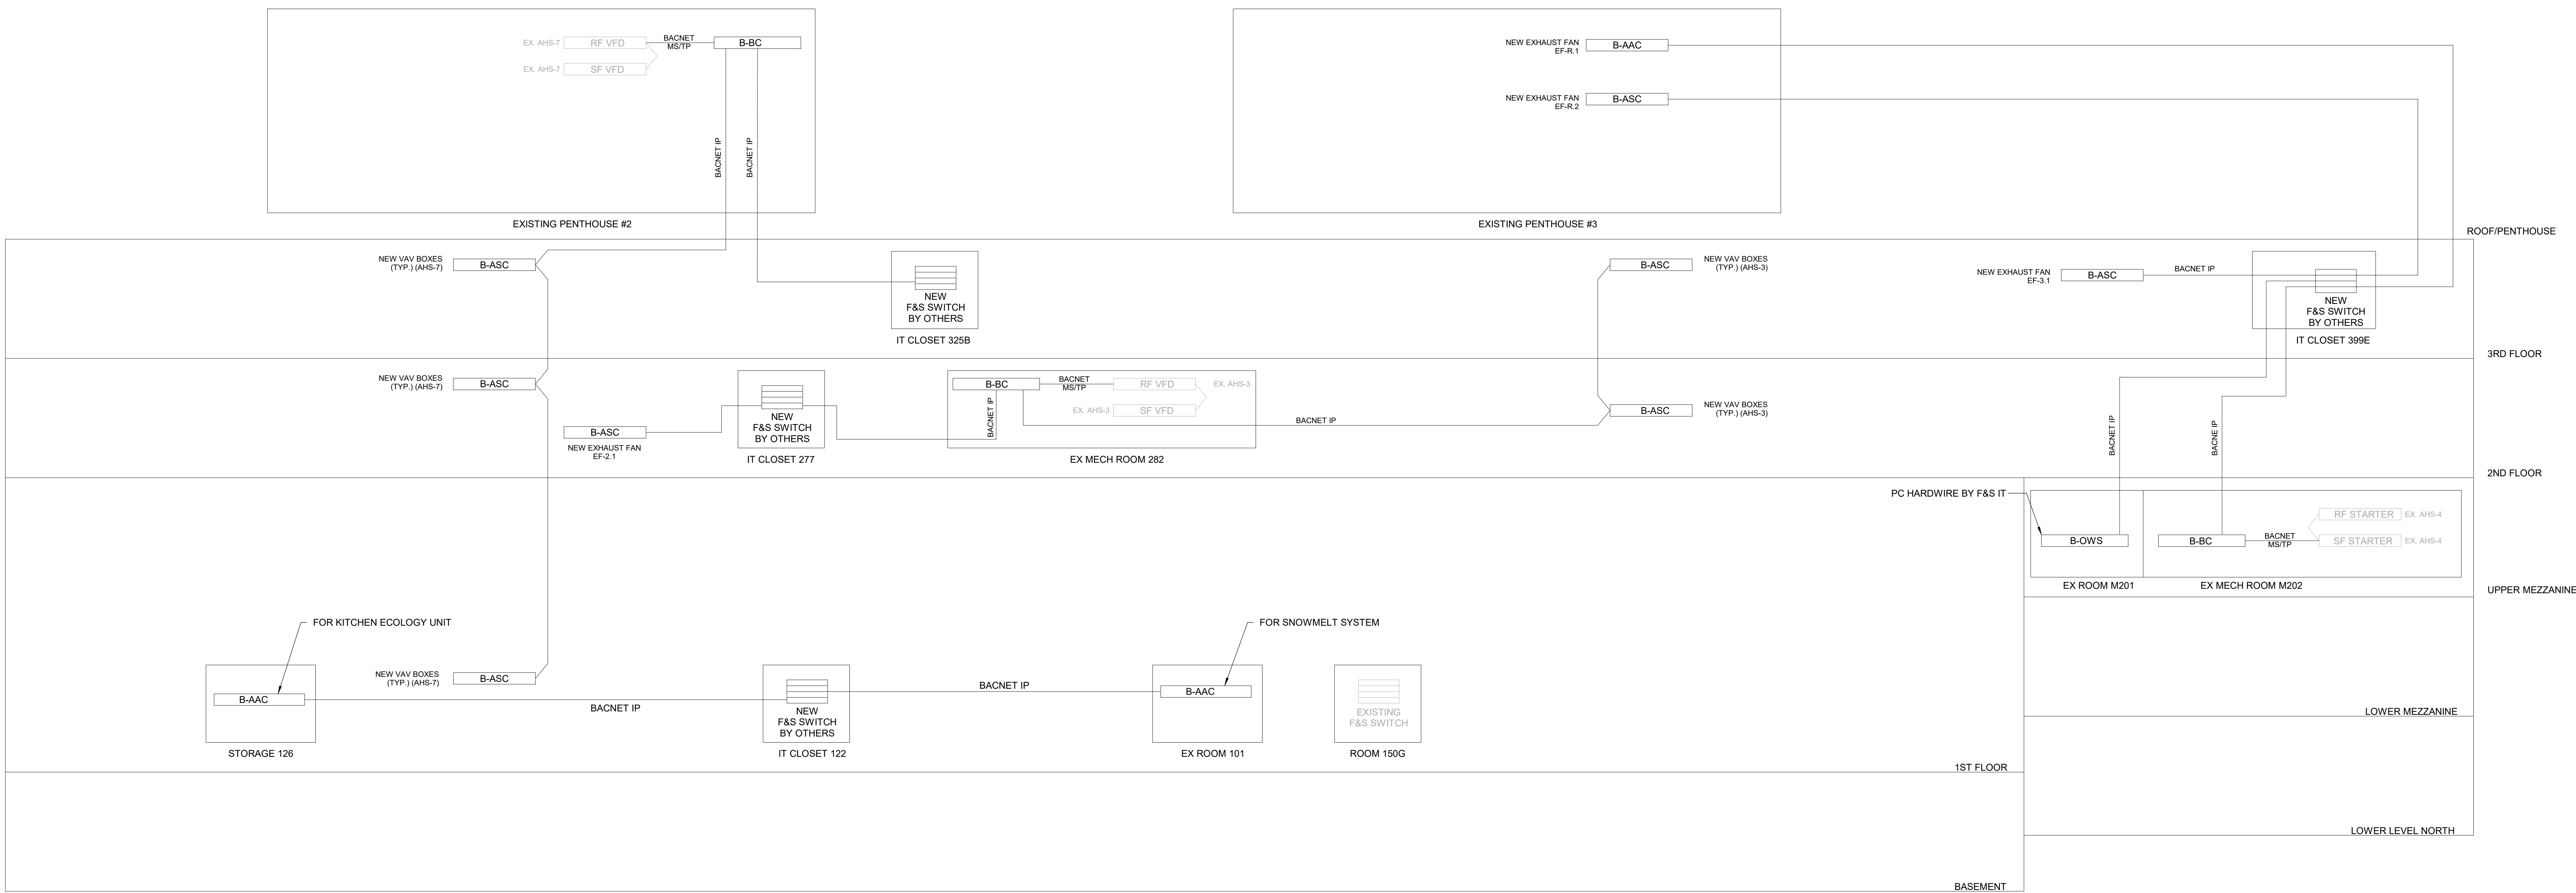 EX. AHS-7
RF VFD
BACNET
MS/TP
B-BC
EX. AHS-7
SF VFD
BACNET IP
BACNET IP
EXISTING PENTHOUSE #2
NEW EXHAUST FAN
EF-R.1
B-AAC
NEW EXHAUST FAN
EF-R.2
B-ASC
EXISTING PENTHOUSE #3
ROOF/PENTHOUSE
NEW VAV BOXES
(TYP.) (AHS-7)
B-ASC
NEW
F&S SWITCH
BY OTHERS
IT CLOSET 325B
B-ASC
NEW VAV BOXES
(TYP.) (AHS-3)
NEW EXHAUST FAN
EF-3.1
B-ASC
BACNET IP
NEW
F&S SWITCH
BY OTHERS
IT CLOSET 399E
3RD FLOOR
NEW VAV BOXES
(TYP.) (AHS-7)
B-ASC
B-ASC
NEW EXHAUST FAN
EF-2.1
NEW
F&S SWITCH
BY OTHERS
IT CLOSET 277
B-BC
BACNET
MS/TP
RF VFD
EX. AHS-3
EX. AHS-3
SF VFD
BACNET IP
EX MECH ROOM 282
BACNET IP
B-ASC
NEW VAV BOXES
(TYP.) (AHS-3)
BACNET IP
BACNE IP
2ND FLOOR
PC HARDWIRE BY F&S IT
B-OWS
EX ROOM M201
B-BC
BACNET
MS/TP
RF STARTER
EX. AHS-4
SF STARTER
EX. AHS-4
EX MECH ROOM M202
UPPER MEZZANINE
FOR KITCHEN ECOLOGY UNIT
B-AAC
STORAGE 126
NEW VAV BOXES
(TYP.) (AHS-7)
B-ASC
BACNET IP
NEW
F&S SWITCH
BY OTHERS
IT CLOSET 122
BACNET IP
FOR SNOWMELT SYSTEM
B-AAC
EX ROOM 101
EXISTING
F&S SWITCH
ROOM 150G
LOWER MEZZANINE
1ST FLOOR
LOWER LEVEL NORTH
BASEMENT